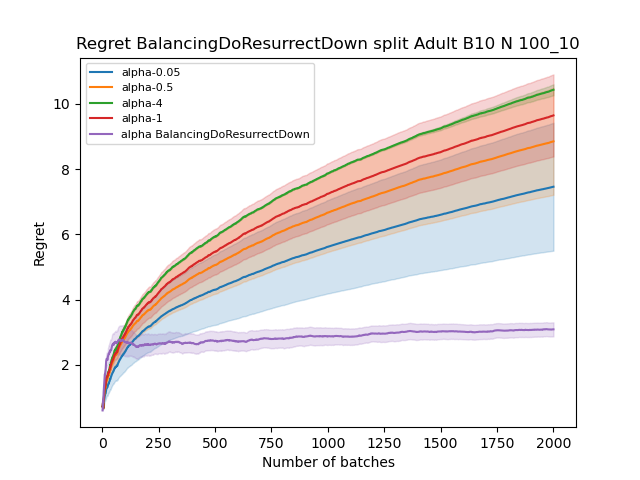 Regret BalancingDoResurrectDown split Adult B10 N 100_10
alpha-0.05
alpha-0.5
alpha-4
alpha-1
alpha BalancingDoResurrectDown
Regret
10
8
6
4
2
0 250 500 750 1000 1250 1500 1750 2000
Number of batches